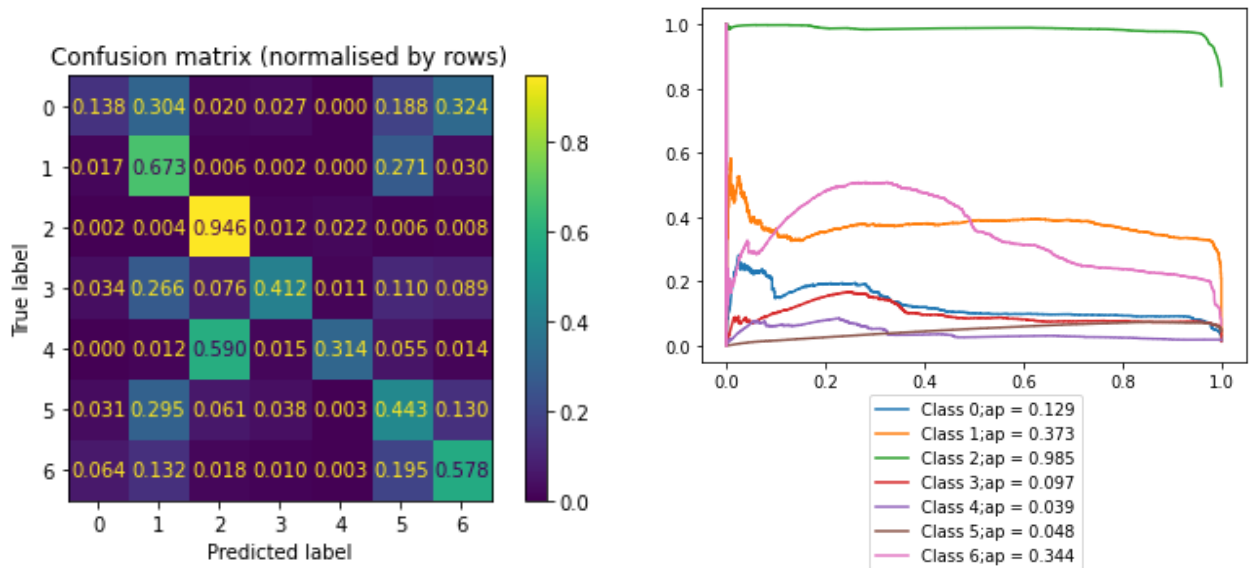 Confusion matrix (normalised by rows)
0 0.138 0.304 0.020 0.027 0.000 0.188 0.324
1 0.017 0.673 0.006 0.002 0.000 0.271 0.030
2 0.002 0.004 0.946 0.012 0.022 0.006 0.008
3 0.034 0.266 0.076 0.412 0.011 0.110 0.089
4 0.000 0.012 0.590 0.015 0.314 0.055 0.014
5 0.031 0.295 0.061 0.038 0.003 0.443 0.130
6 0.064 0.132 0.018 0.010 0.003 0.195 0.578
0 1 2 3 4 5 6
True label
Predicted label
0.8
0.6
0.4
0.2
0.0
1.0
0.8
0.6
0.4
0.2
0.0
0.0 0.2 0.4 0.6 0.8 1.0
Class 0;ap = 0.129
Class 1;ap = 0.373
Class 2;ap = 0.985
Class 3;ap = 0.097
Class 4;ap = 0.039
Class 5;ap = 0.048
Class 6;ap = 0.344